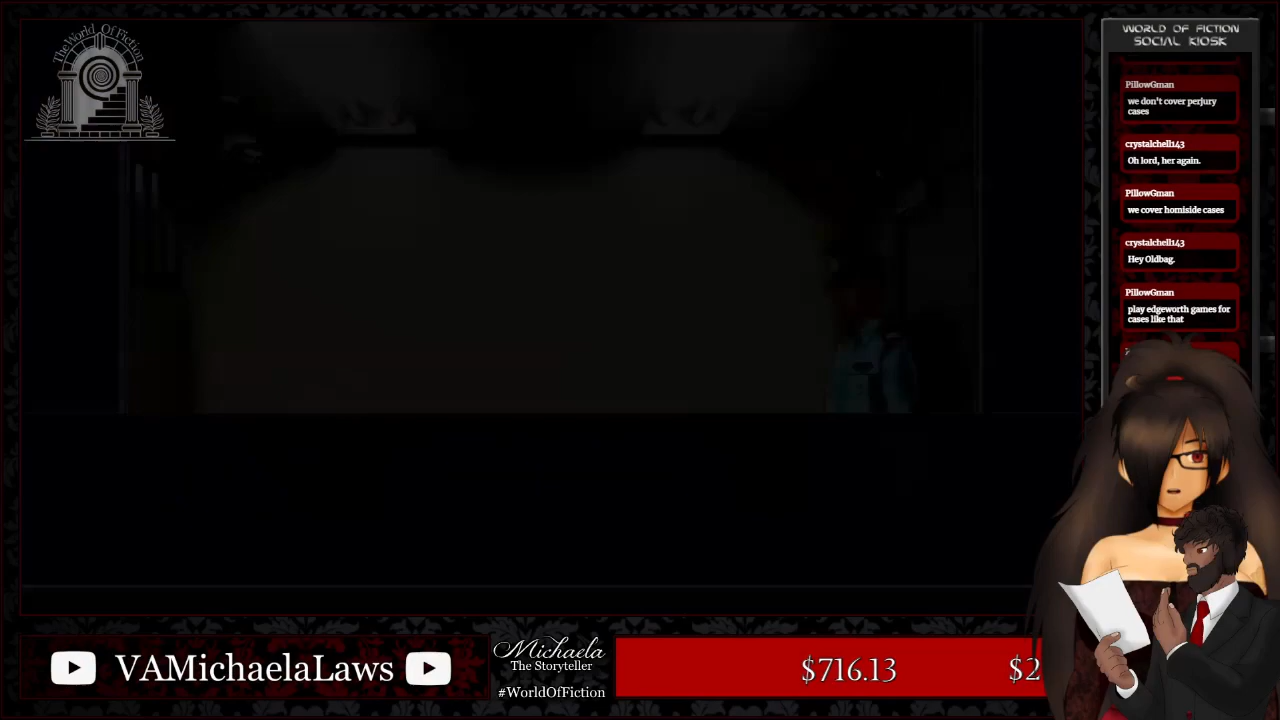 The World Of Fiction
WORLD OF FICTION
SOCIAL KIOSK
PillowGman
we don't cover perjury
cases
crystalchell143
Oh lord, her again.
PillowGman
we cover homiside cases
crystalchell143
Hey Oldbag.
PillowGman
play edgeworth games for
cases like that
VAMichaelaLaws
Michaela
The Storyteller
#WorldOfFiction
$716.13
$2